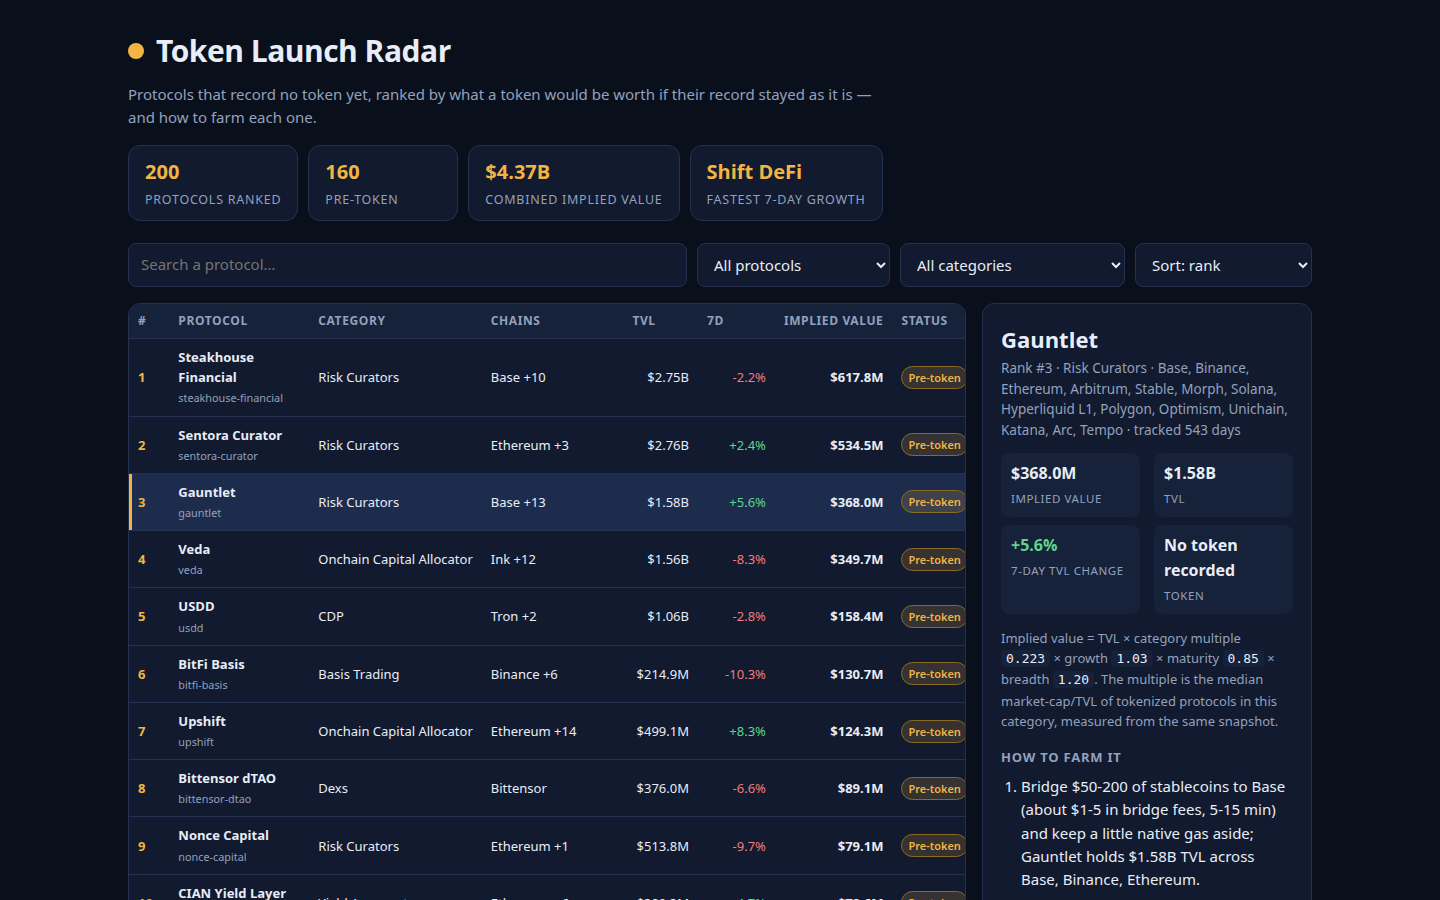 Token Launch Radar
Protocols that record no token yet, ranked by what a token would be worth if their record stayed as it is —
and how to farm each one.
200
PROTOCOLS RANKED
160
PRE-TOKEN
$4.37B
COMBINED IMPLIED VALUE
Shift DeFi
FASTEST 7-DAY GROWTH
Search a protocol...
All protocols
All categories
Sort: rank
# PROTOCOL CATEGORY CHAINS TVL 7D IMPLIED VALUE STATUS
1 Steakhouse Financial Risk Curators Base +10 $2.75B -2.2% $617.8M Pre-token
steakhouse-financial
2 Sentora Curator Risk Curators Ethereum +3 $2.76B +2.4% $534.5M Pre-token
sentora-curator
3 Gauntlet Risk Curators Base +13 $1.58B +5.6% $368.0M Pre-token
gauntlet
4 Veda Onchain Capital Allocator Ink +12 $1.56B -8.3% $349.7M Pre-token
veda
5 USDD CDP Tron +2 $1.06B -2.8% $158.4M Pre-token
usdd
6 BitFi Basis Basis Trading Binance +6 $214.9M -10.3% $130.7M Pre-token
bitfi-basis
7 Upshift Onchain Capital Allocator Ethereum +14 $499.1M +8.3% $124.3M Pre-token
upshift
8 Bittensor dTAO Dexs Bittensor $376.0M -6.6% $89.1M Pre-token
bittensor-dtao
9 Nonce Capital Risk Curators Ethereum +1 $513.8M -9.7% $79.1M Pre-token
nonce-capital
CIAN Yield Layer
Gauntlet
Rank #3 · Risk Curators · Base, Binance,
Ethereum, Arbitrum, Stable, Morph, Solana,
Hyperliquid L1, Polygon, Optimism, Unichain,
Katana, Arc, Tempo · tracked 543 days
$368.0M
IMPLIED VALUE
$1.58B
TVL
+5.6%
7-DAY TVL CHANGE
No token
recorded
TOKEN
Implied value = TVL × category multiple
0.223 × growth 1.03 × maturity 0.85 ×
breadth 1.20 . The multiple is the median
market-cap/TVL of tokenized protocols in this
category, measured from the same snapshot.
HOW TO FARM IT
1. Bridge $50-200 of stablecoins to Base
(about $1-5 in bridge fees, 5-15 min)
and keep a little native gas aside;
Gauntlet holds $1.58B TVL across
Base, Binance, Ethereum.